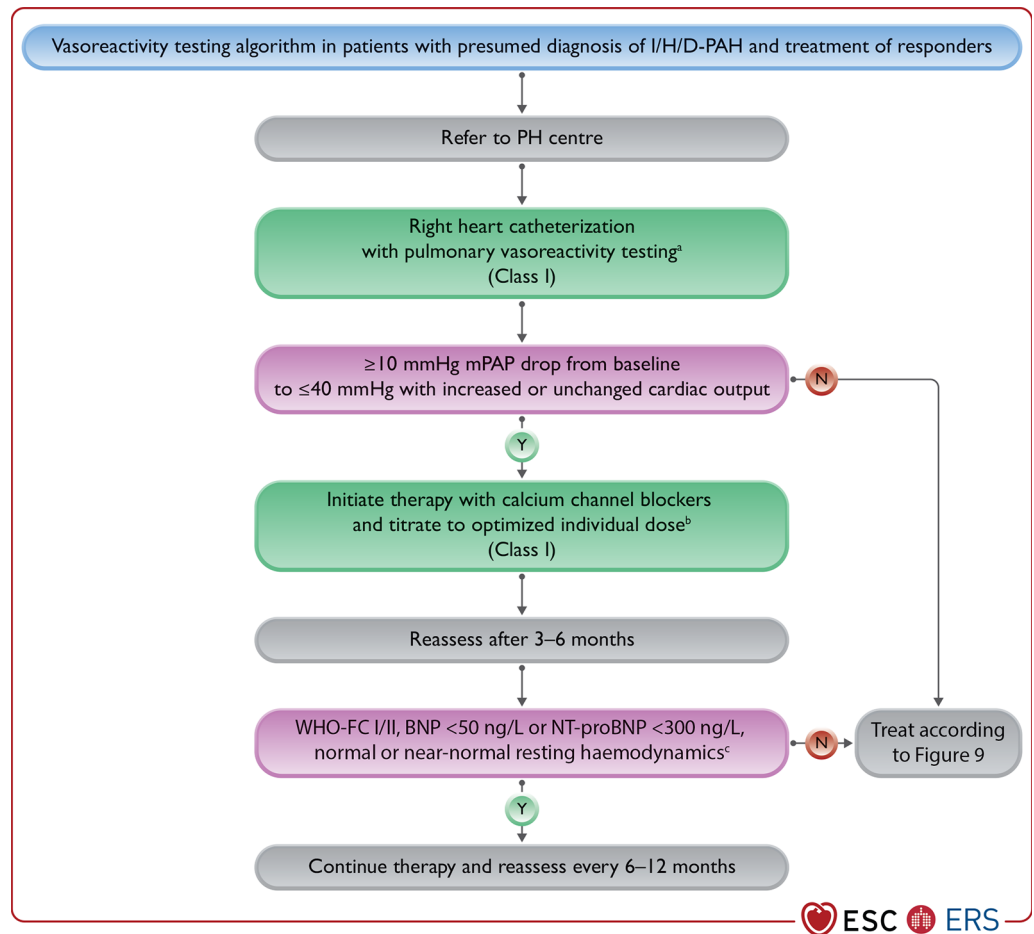 Vasoreactivity testing algorithm in patients with presumed diagnosis of I/H/D-PAH and treatment of responders
Refer to PH centre
Right heart catheterization
with pulmonary vasoreactivity testingᵃ
(Class I)
≥10 mmHg mPAP drop from baseline
to ≤40 mmHg with increased or unchanged cardiac output
N
Y
Initiate therapy with calcium channel blockers
and titrate to optimized individual doseᵇ
(Class I)
Reassess after 3–6 months
WHO-FC I/II, BNP <50 ng/L or NT-proBNP <300 ng/L,
normal or near-normal resting haemodynamicsᶜ
N
Treat according
to Figure 9
Y
Continue therapy and reassess every 6–12 months
ESC ERS